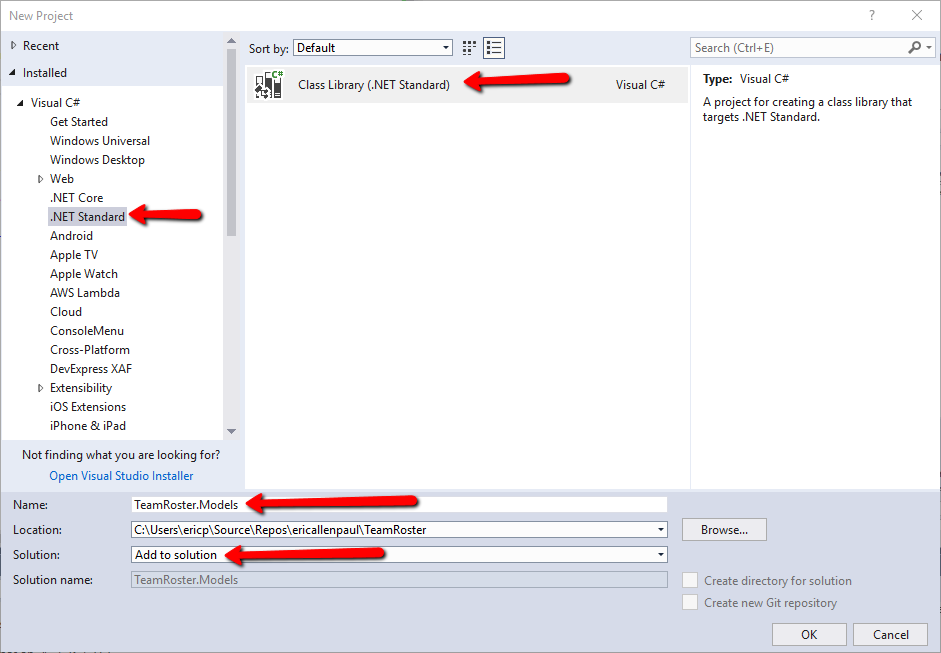 New Project
?
Recent
Installed
Visual C#
Get Started
Windows Universal
Windows Desktop
Web
.NET Core
.NET Standard
Android
Apple TV
Apple Watch
AWS Lambda
Cloud
ConsoleMenu
Cross-Platform
DevExpress XAF
Extensibility
iOS Extensions
iPhone & iPad
Not finding what you are looking for?
Open Visual Studio Installer
Sort by: Default
C#
Class Library (.NET Standard) Visual C#
Search (Ctrl+E)
Type: Visual C#
A project for creating a class library that
targets .NET Standard.
Name: TeamRoster.Models
Location: C:\Users\ericp\Source\Repos\ericallenpaul\TeamRoster
Browse...
Solution: Add to solution
Solution name: TeamRoster.Models
Create directory for solution
Create new Git repository
OK Cancel